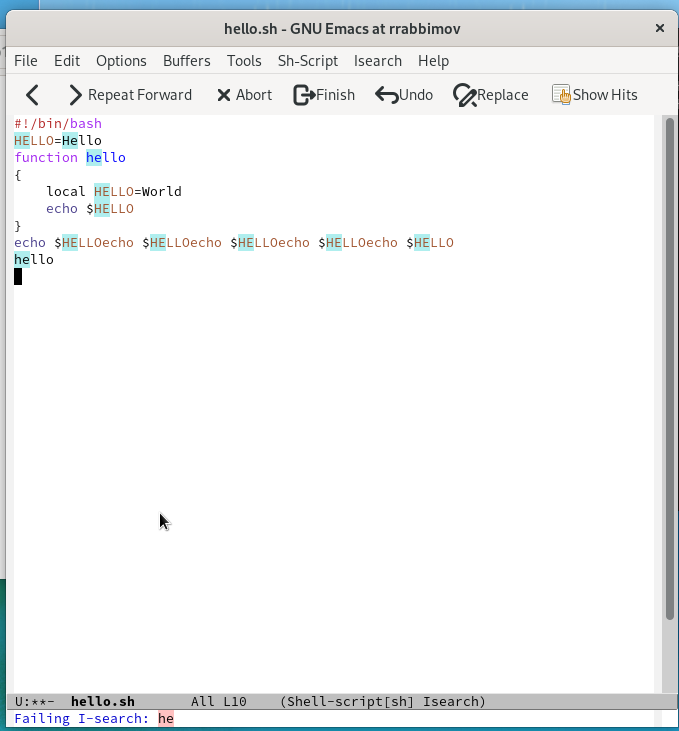 hello.sh - GNU Emacs at rrabbimov ×
File Edit Options Buffers Tools Sh-Script Isearch Help
Repeat Forward Abort Finish Undo Replace Show Hits
#!/bin/bash
HELLO=Hello
function hello
{
    local HELLO=World
    echo $HELLO
}
echo $HELLOecho $HELLOecho $HELLOecho $HELLOecho $HELLO
hello
U:**-  hello.sh       All L10    (Shell-script[sh] Isearch)
Failing I-search: he